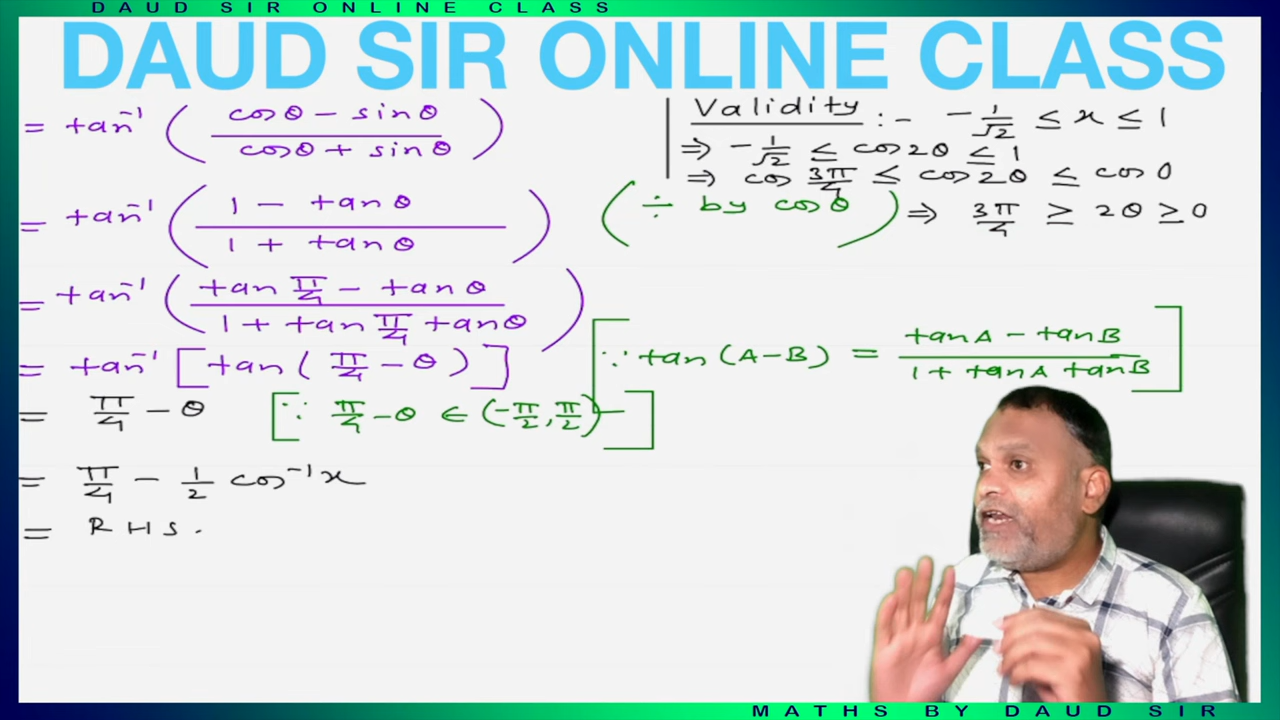 DAUD SIR ONLINE CLASS
DAUD SIR ONLINE CLASS
= tan⁻¹ ( (cosθ − sinθ) / (cosθ + sinθ) )
= tan⁻¹ ( (1 − tanθ) / (1 + tanθ) ) (÷ by cosθ)
= tan⁻¹ ( (tan π/4 − tanθ) / (1 + tan π/4 tanθ) )
= tan⁻¹ [ tan ( π/4 − θ ) ] [ ∵ tan (A−B) = (tanA − tanB) / (1 + tanA tanB) ]
= π/4 − θ [ ∵ π/4 − θ ∈ (−π/2, π/2) ]
= π/4 − 1/2 cos⁻¹x
= RHS.
Validity :- −1/√2 ≤ x ≤ 1
⇒ −1/√2 ≤ cos2θ ≤ 1
⇒ cos 3π/4 ≤ cos2θ ≤ cos0
⇒ 3π/4 ≥ 2θ ≥ 0
MATHS BY DAUD SIR